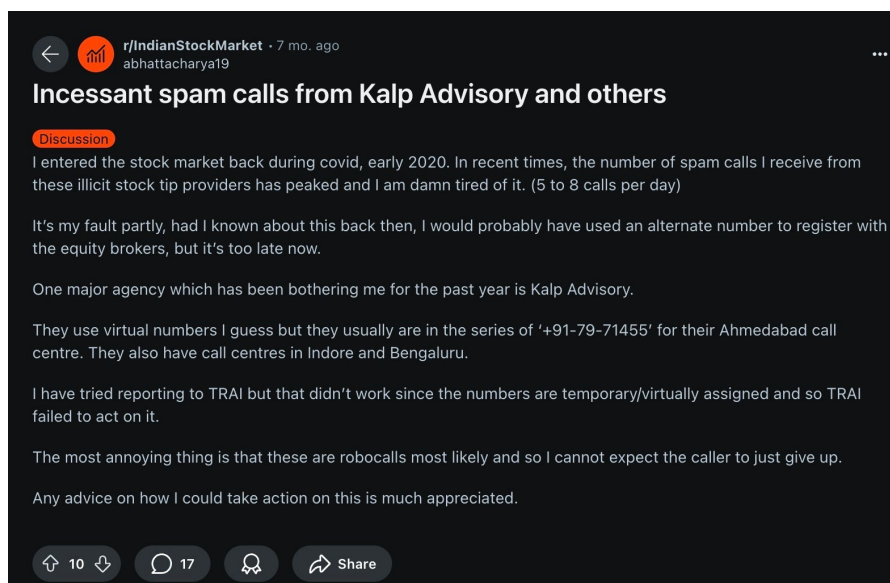 r/IndianStockMarket • 7 mo. ago
abhattacharya19
Incessant spam calls from Kalp Advisory and others
Discussion
I entered the stock market back during covid, early 2020. In recent times, the number of spam calls I receive from
these illicit stock tip providers has peaked and I am damn tired of it. (5 to 8 calls per day)
It’s my fault partly, had I known about this back then, I would probably have used an alternate number to register with
the equity brokers, but it’s too late now.
One major agency which has been bothering me for the past year is Kalp Advisory.
They use virtual numbers I guess but they usually are in the series of ‘+91-79-71455’ for their Ahmedabad call
centre. They also have call centres in Indore and Bengaluru.
I have tried reporting to TRAI but that didn’t work since the numbers are temporary/virtually assigned and so TRAI
failed to act on it.
The most annoying thing is that these are robocalls most likely and so I cannot expect the caller to just give up.
Any advice on how I could take action on this is much appreciated.
10 17 Share